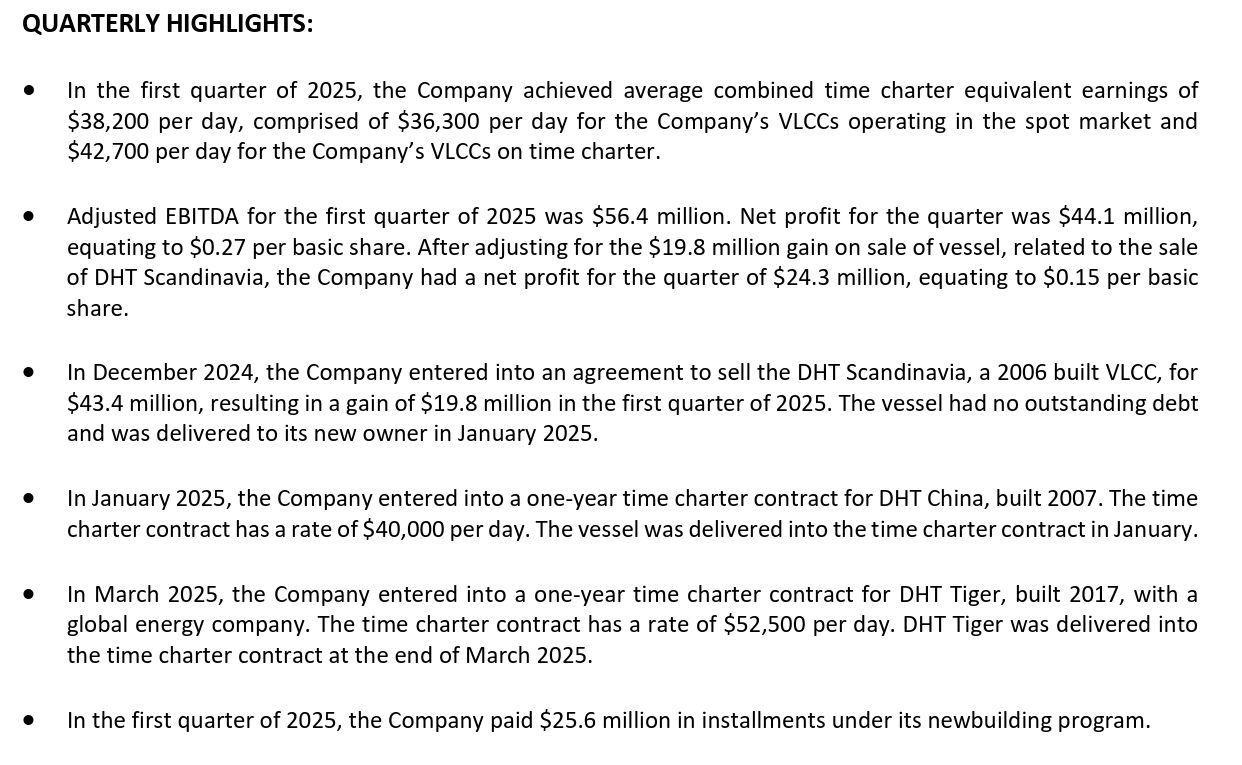 QUARTERLY HIGHLIGHTS:
• In the first quarter of 2025, the Company achieved average combined time charter equivalent earnings of
$38,200 per day, comprised of $36,300 per day for the Company’s VLCCs operating in the spot market and
$42,700 per day for the Company’s VLCCs on time charter.
• Adjusted EBITDA for the first quarter of 2025 was $56.4 million. Net profit for the quarter was $44.1 million,
equating to $0.27 per basic share. After adjusting for the $19.8 million gain on sale of vessel, related to the sale
of DHT Scandinavia, the Company had a net profit for the quarter of $24.3 million, equating to $0.15 per basic
share.
• In December 2024, the Company entered into an agreement to sell the DHT Scandinavia, a 2006 built VLCC, for
$43.4 million, resulting in a gain of $19.8 million in the first quarter of 2025. The vessel had no outstanding debt
and was delivered to its new owner in January 2025.
• In January 2025, the Company entered into a one-year time charter contract for DHT China, built 2007. The time
charter contract has a rate of $40,000 per day. The vessel was delivered into the time charter contract in January.
• In March 2025, the Company entered into a one-year time charter contract for DHT Tiger, built 2017, with a
global energy company. The time charter contract has a rate of $52,500 per day. DHT Tiger was delivered into
the time charter contract at the end of March 2025.
• In the first quarter of 2025, the Company paid $25.6 million in installments under its newbuilding program.